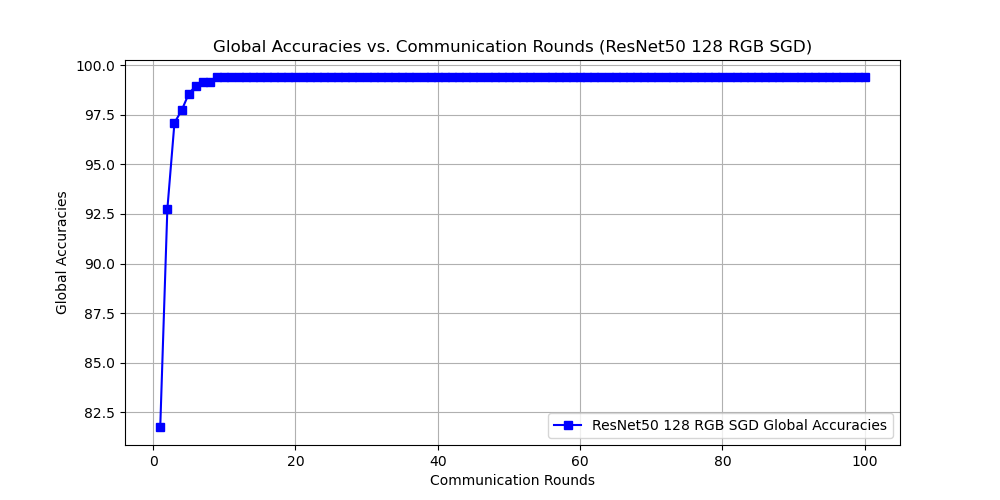 Global Accuracies vs. Communication Rounds (ResNet50 128 RGB SGD)
100.0
97.5
95.0
92.5
90.0
87.5
85.0
82.5
Global Accuracies
ResNet50 128 RGB SGD Global Accuracies
0 20 40 60 80 100
Communication Rounds